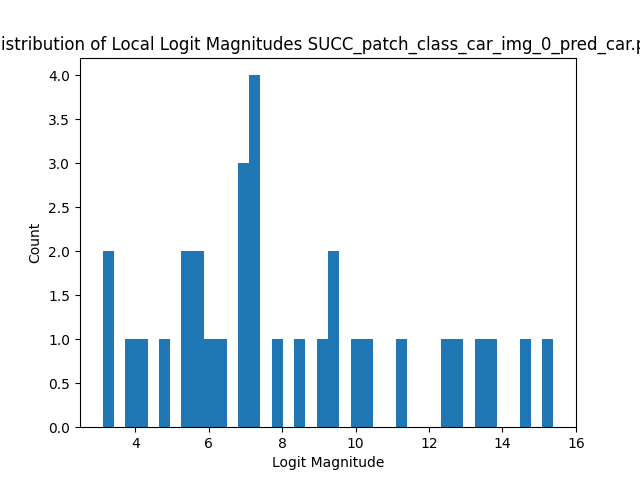 istribution of Local Logit Magnitudes SUCC_patch_class_car_img_0_pred_car.p
4.0
3.5
3.0
2.5
2.0
1.5
1.0
0.5
0.0
Count
4 6 8 10 12 14 16
Logit Magnitude